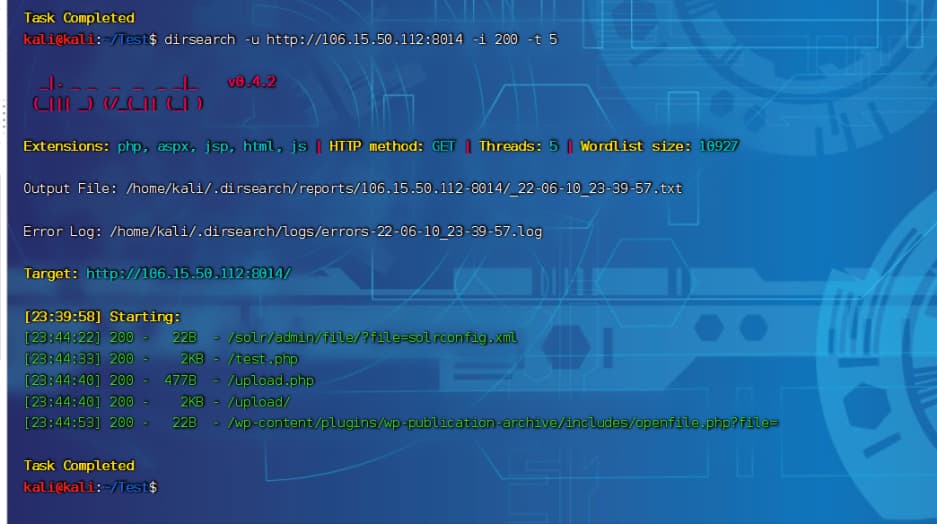 Task Completed
kali@kali:~/Test$ dirsearch -u http://106.15.50.112:8014 -i 200 -t 5
_|. _ _  _  _  _ _|_    v0.4.2
(_||| _) (/_(_|| (_| )
Extensions: php, aspx, jsp, html, js | HTTP method: GET | Threads: 5 | Wordlist size: 10927
Output File: /home/kali/.dirsearch/reports/106.15.50.112-8014/_22-06-10_23-39-57.txt
Error Log: /home/kali/.dirsearch/logs/errors-22-06-10_23-39-57.log
Target: http://106.15.50.112:8014/
[23:39:58] Starting:
[23:44:22] 200 -   22B  - /solr/admin/file/?file=solrconfig.xml
[23:44:33] 200 -    2KB - /test.php
[23:44:40] 200 -  477B  - /upload.php
[23:44:40] 200 -    2KB - /upload/
[23:44:53] 200 -   22B  - /wp-content/plugins/wp-publication-archive/includes/openfile.php?file=
Task Completed
kali@kali:~/Test$